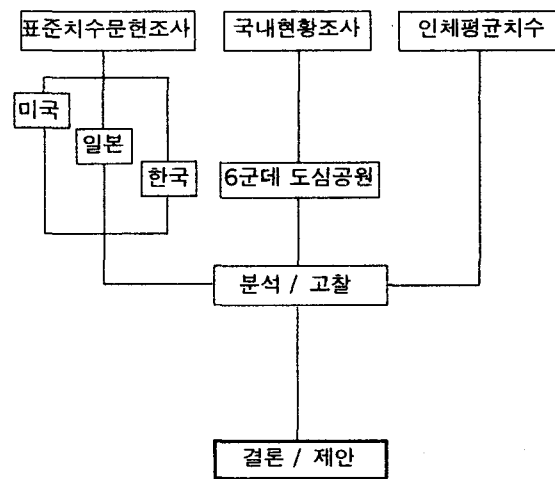 표준치수문헌조사
국내현황조사
인체평균치수
미국
일본
한국
6군데 도심공원
분석 / 고찰
결론 / 제안